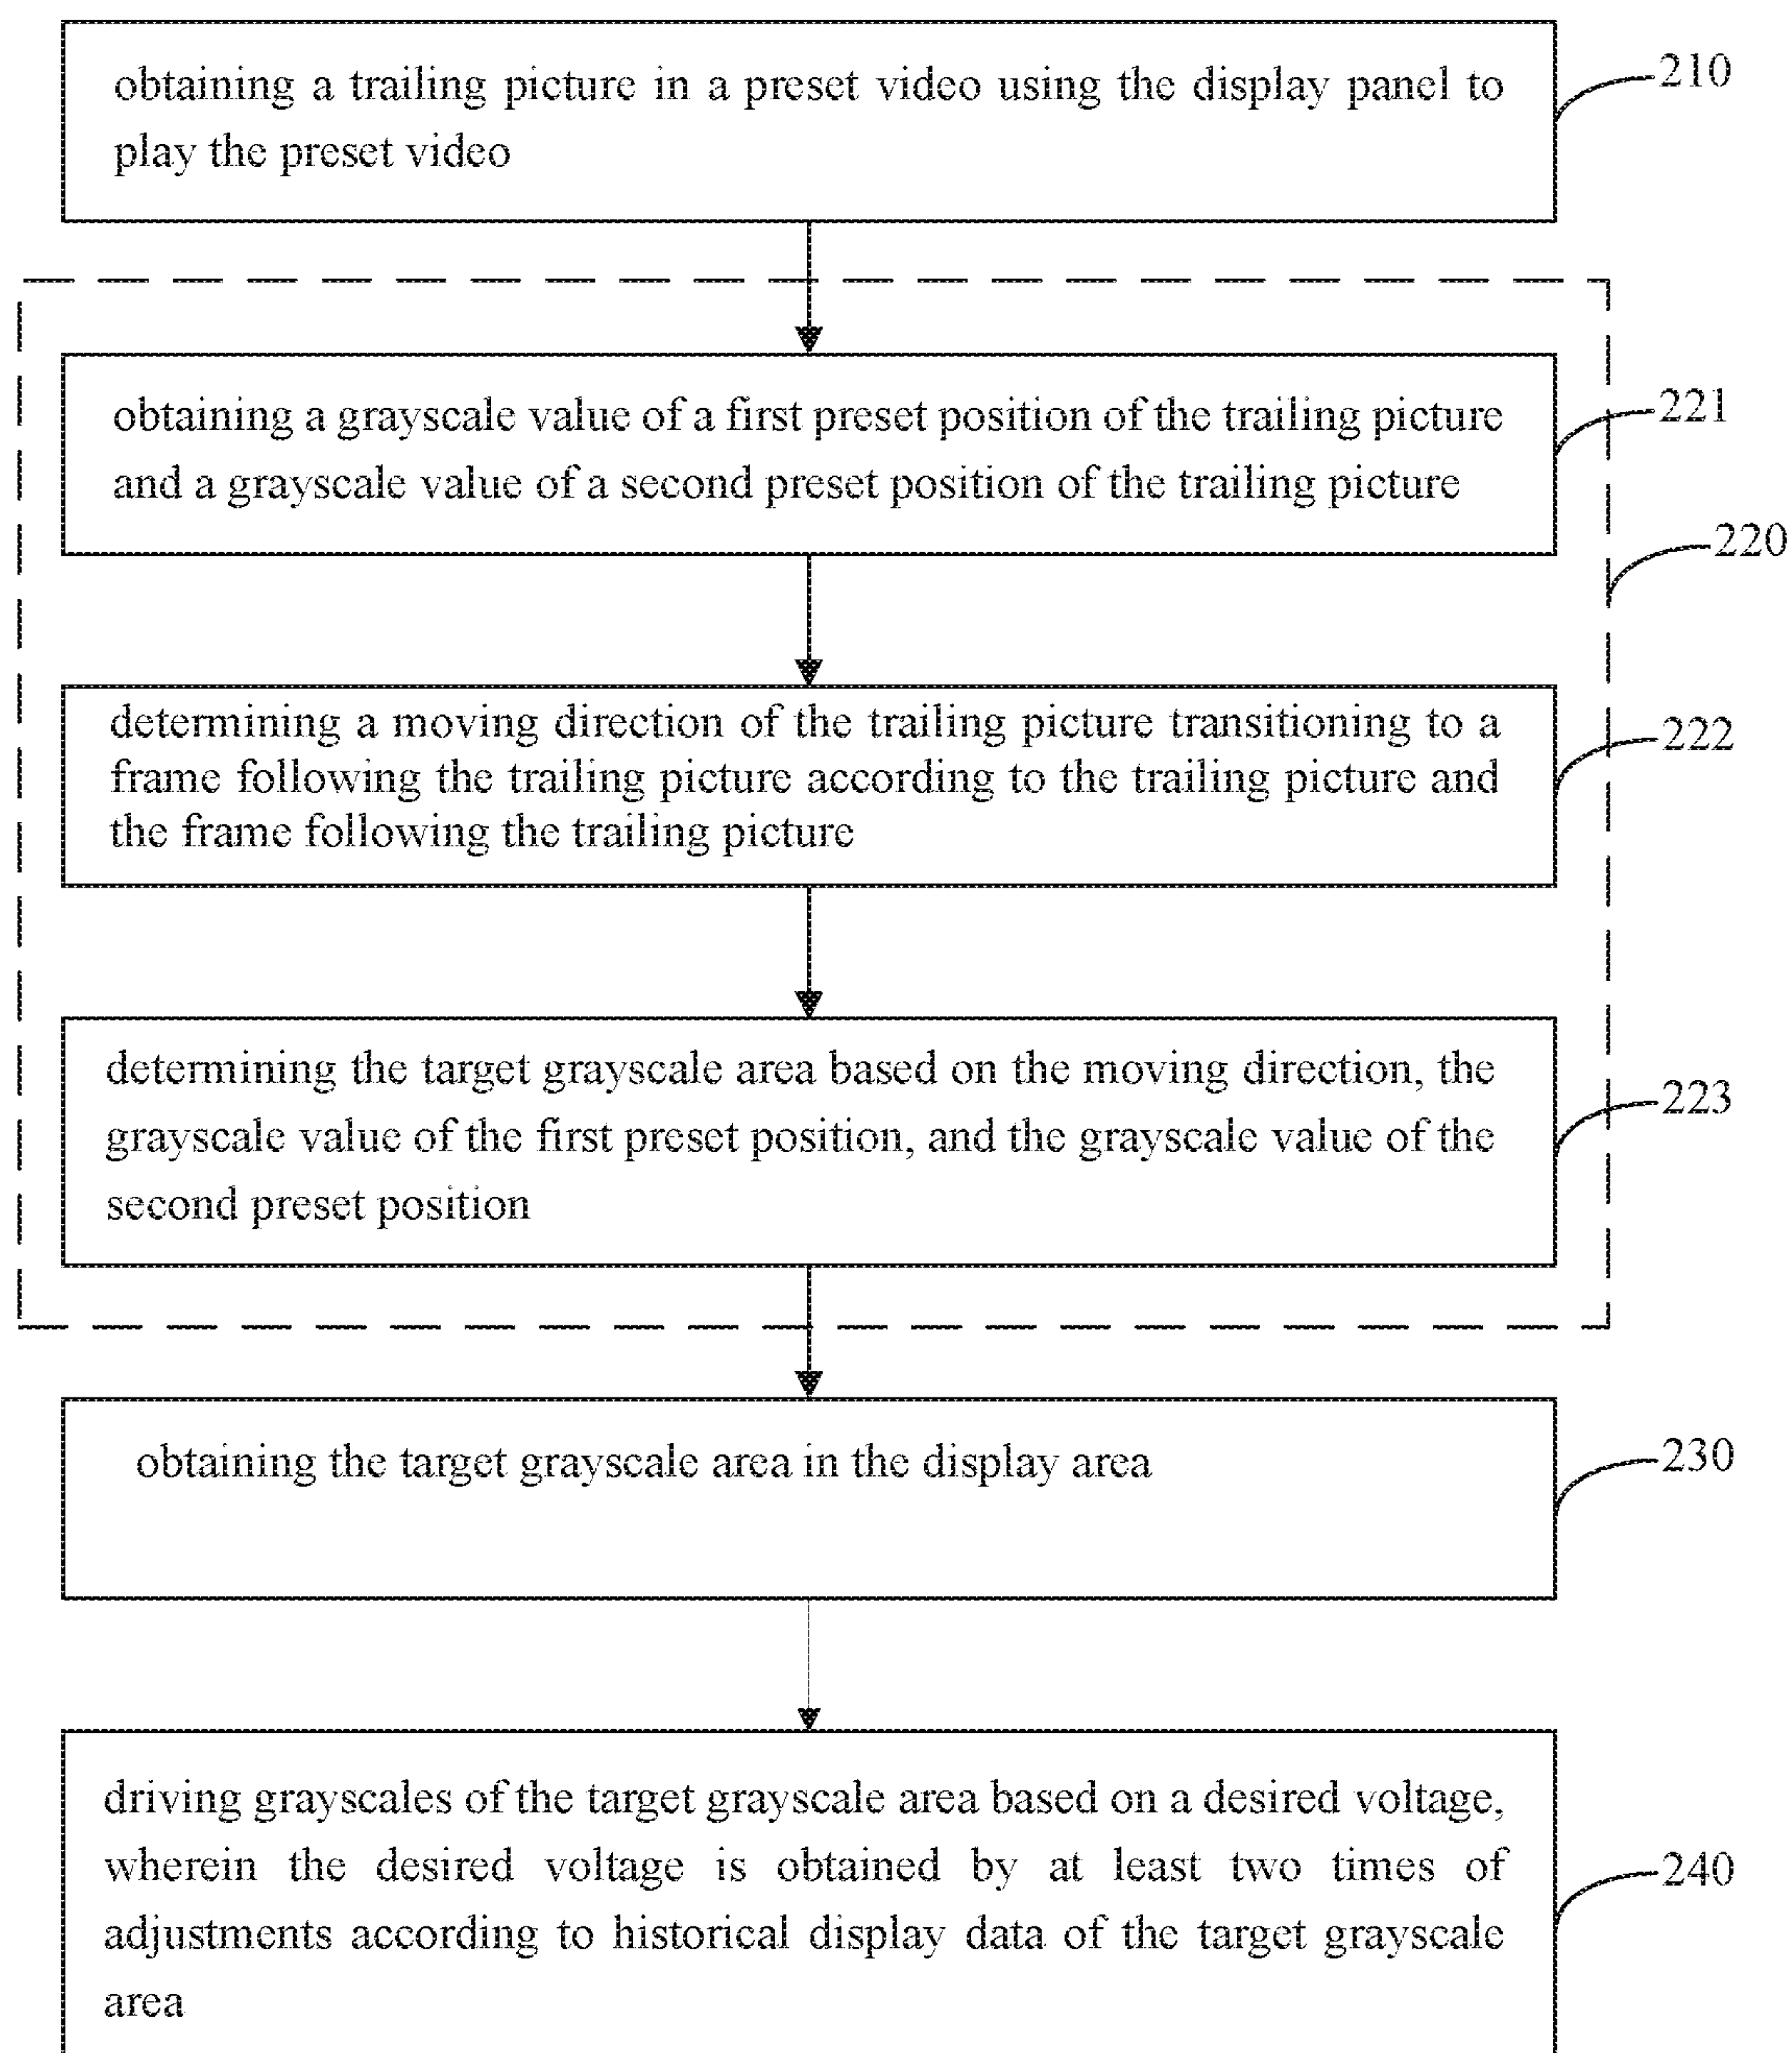 obtaining a trailing picture in a preset video using the display panel to
play the preset video
210
obtaining a grayscale value of a first preset position of the trailing picture
and a grayscale value of a second preset position of the trailing picture
221
220
determining a moving direction of the trailing picture transitioning to a
frame following the trailing picture according to the trailing picture and
the frame following the trailing picture
222
determining the target grayscale area based on the moving direction, the
grayscale value of the first preset position, and the grayscale value of the
second preset position
223
obtaining the target grayscale area in the display area
230
driving grayscales of the target grayscale area based on a desired voltage,
wherein the desired voltage is obtained by at least two times of
adjustments according to historical display data of the target grayscale
area
240